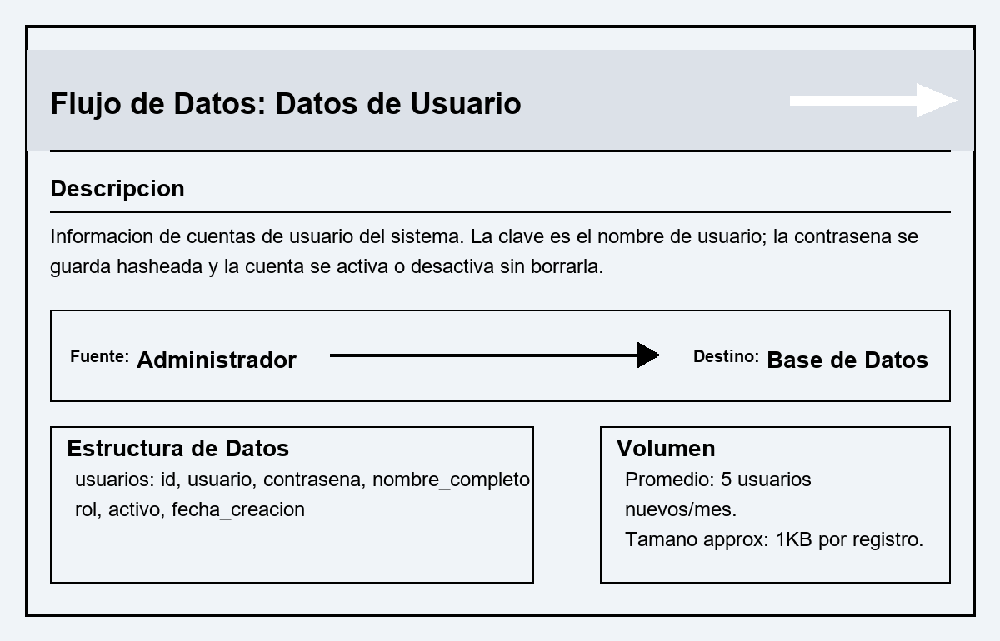 Flujo de Datos: Datos de Usuario
Descripcion
Informacion de cuentas de usuario del sistema. La clave es el nombre de usuario; la contrasena se
guarda hasheada y la cuenta se activa o desactiva sin borrarla.
Fuente: Administrador
Destino: Base de Datos
Estructura de Datos
usuarios: id, usuario, contrasena, nombre_completo,
rol, activo, fecha_creacion
Volumen
Promedio: 5 usuarios
nuevos/mes.
Tamano approx: 1KB por registro.